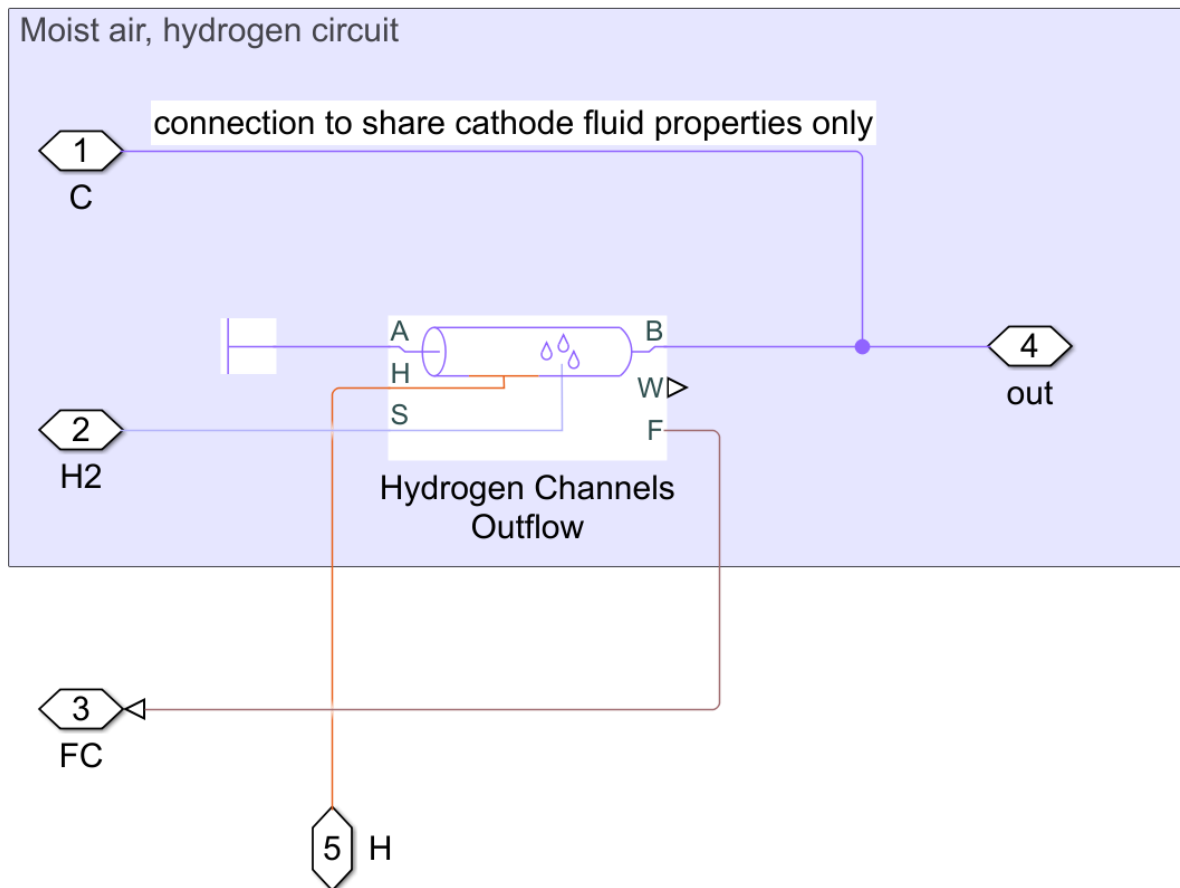 Moist air, hydrogen circuit
connection to share cathode fluid properties only
1
C
A
B
4
H
W
out
2
S
F
H2
Hydrogen Channels
Outflow
3
FC
5
H